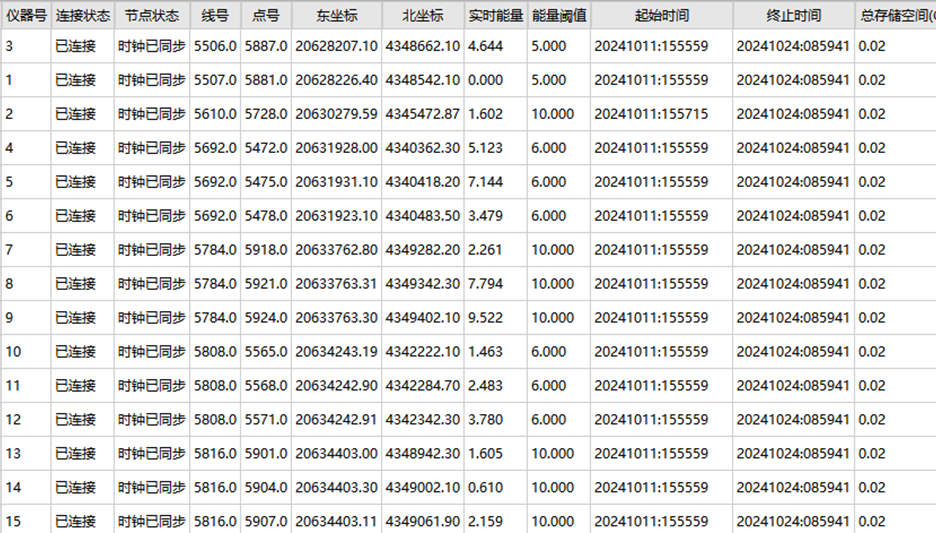 仪器号 连接状态 节点状态 线号 点号 东坐标 北坐标 实时能量 能量阈值 起始时间 终止时间 总存储空间(
3 已连接 时钟已同步 5506.0 5887.0 20628207.10 4348662.10 4.644 5.000 20241011:155559 20241024:085941 0.02
1 已连接 时钟已同步 5507.0 5881.0 20628226.40 4348542.10 0.000 5.000 20241011:155559 20241024:085941 0.02
2 已连接 时钟已同步 5610.0 5728.0 20630279.59 4345472.87 1.602 10.000 20241011:155715 20241024:085941 0.02
4 已连接 时钟已同步 5692.0 5472.0 20631928.00 4340362.30 5.123 6.000 20241011:155559 20241024:085941 0.02
5 已连接 时钟已同步 5692.0 5475.0 20631931.10 4340418.20 7.144 6.000 20241011:155559 20241024:085941 0.02
6 已连接 时钟已同步 5692.0 5478.0 20631923.10 4340483.50 3.479 6.000 20241011:155559 20241024:085941 0.02
7 已连接 时钟已同步 5784.0 5918.0 20633762.80 4349282.20 2.261 10.000 20241011:155559 20241024:085941 0.02
8 已连接 时钟已同步 5784.0 5921.0 20633763.31 4349342.30 7.794 10.000 20241011:155559 20241024:085941 0.02
9 已连接 时钟已同步 5784.0 5924.0 20633763.30 4349402.10 9.522 10.000 20241011:155559 20241024:085941 0.02
10 已连接 时钟已同步 5808.0 5565.0 20634243.19 4342222.10 1.463 6.000 20241011:155559 20241024:085941 0.02
11 已连接 时钟已同步 5808.0 5568.0 20634242.90 4342284.70 2.483 6.000 20241011:155559 20241024:085941 0.02
12 已连接 时钟已同步 5808.0 5571.0 20634242.91 4342342.30 3.780 6.000 20241011:155559 20241024:085941 0.02
13 已连接 时钟已同步 5816.0 5901.0 20634403.00 4348942.30 1.605 10.000 20241011:155559 20241024:085941 0.02
14 已连接 时钟已同步 5816.0 5904.0 20634403.30 4349002.10 0.610 10.000 20241011:155559 20241024:085941 0.02
15 已连接 时钟已同步 5816.0 5907.0 20634403.11 4349061.90 2.159 10.000 20241011:155559 20241024:085941 0.02